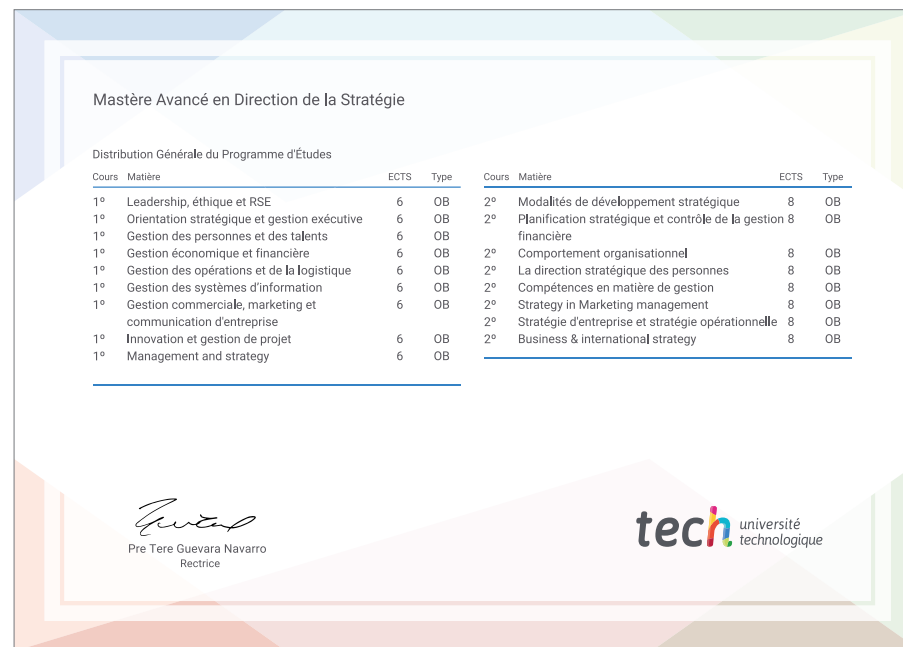 Mastère Avancé en Direction de la Stratégie
Distribution Générale du Programme d'Études
Cours Matière ECTS Type
1º Leadership, éthique et RSE 6 OB
1º Orientation stratégique et gestion exécutive 6 OB
1º Gestion des personnes et des talents 6 OB
1º Gestion économique et financière 6 OB
1º Gestion des opérations et de la logistique 6 OB
1º Gestion des systèmes d'information 6 OB
1º Gestion commerciale, marketing et 6 OB
communication d'entreprise
1º Innovation et gestion de projet 6 OB
1º Management and strategy 6 OB
Cours Matière ECTS Type
2º Modalités de développement stratégique 8 OB
2º Planification stratégique et contrôle de la gestion 8 OB
financière
2º Comportement organisationnel 8 OB
2º La direction stratégique des personnes 8 OB
2º Compétences en matière de gestion 8 OB
2º Strategy in Marketing management 8 OB
2º Stratégie d'entreprise et stratégie opérationnelle 8 OB
2º Business & international strategy 8 OB
Pre Tere Guevara Navarro
Rectrice
tech université
technologique